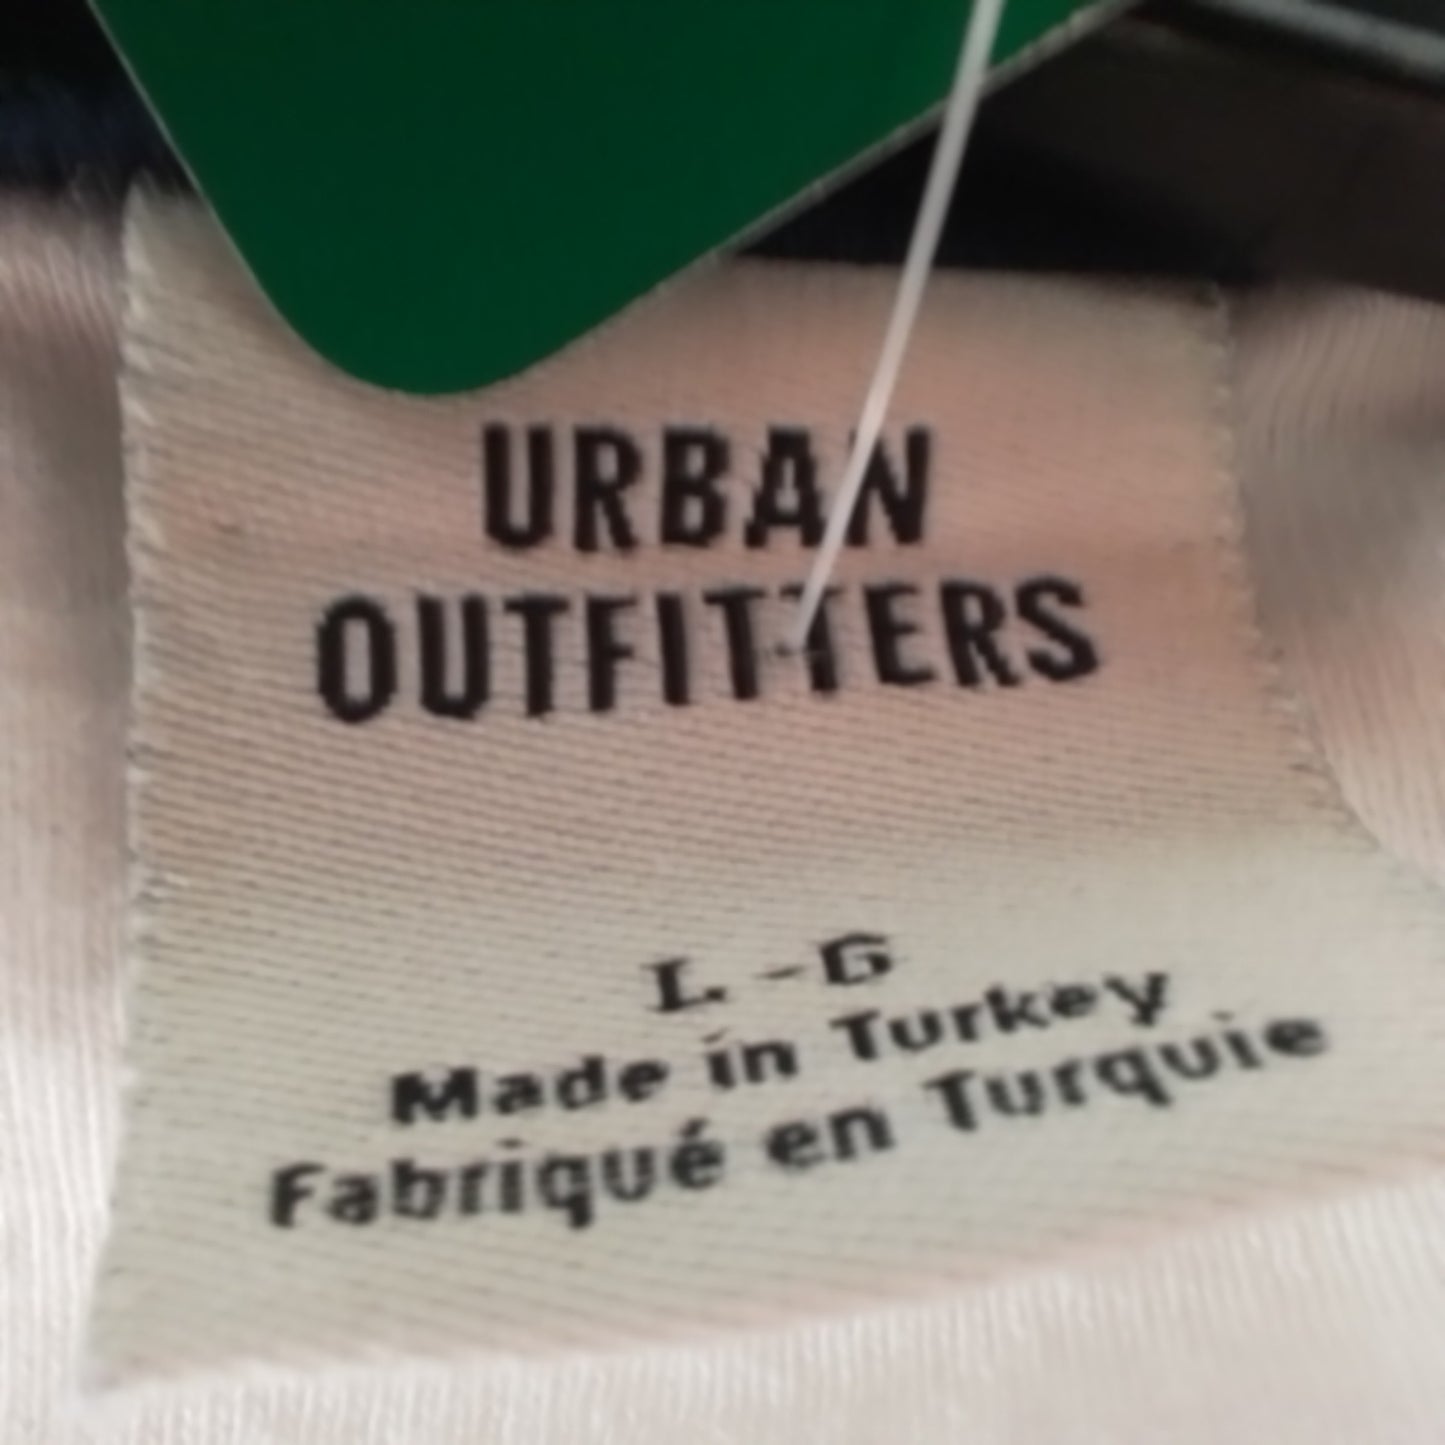 URBAN
OUTFITTERS
L - G
Made in Turkey
Fabriqué en Turquie